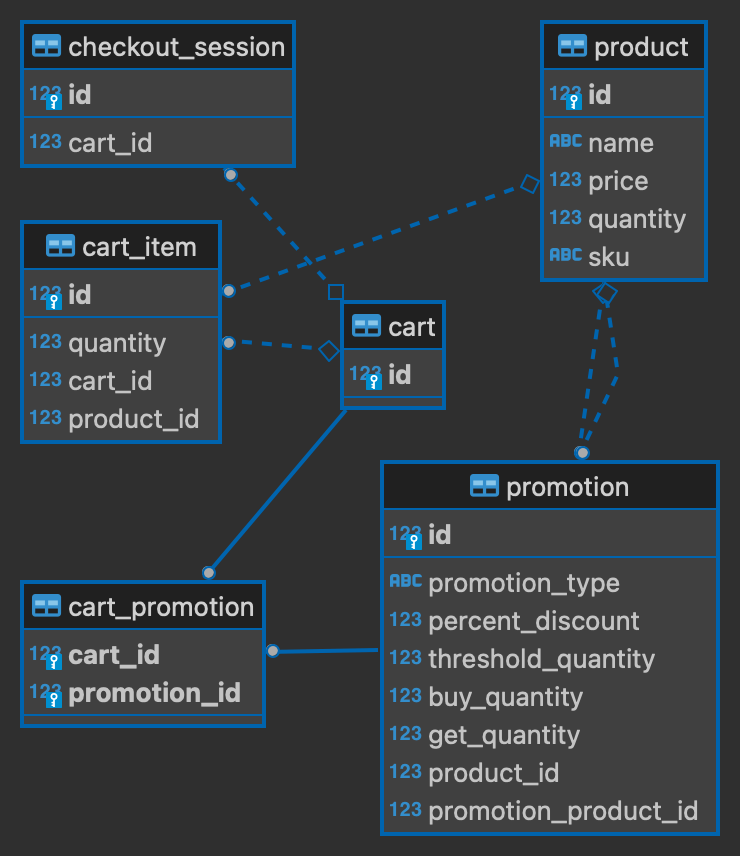 checkout_session
123 id
123 cart_id
product
123 id
ABC name
123 price
123 quantity
ABC sku
cart_item
123 id
123 quantity
123 cart_id
123 product_id
cart
123 id
promotion
123 id
ABC promotion_type
123 percent_discount
123 threshold_quantity
123 buy_quantity
123 get_quantity
123 product_id
123 promotion_product_id
cart_promotion
123 cart_id
123 promotion_id